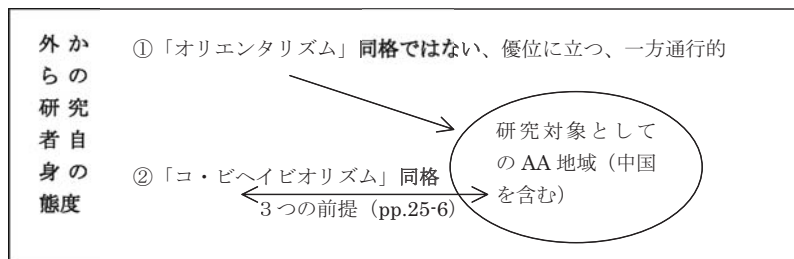 外か
らの
研究
者自
身の
態度
①「オリエンタリズム」同格ではない、優位に立つ、一方通行的
②「コ・ビヘイビオリズム」同格
3つの前提（pp.25-6）
研究対象として
の AA 地域（中国
を含む）